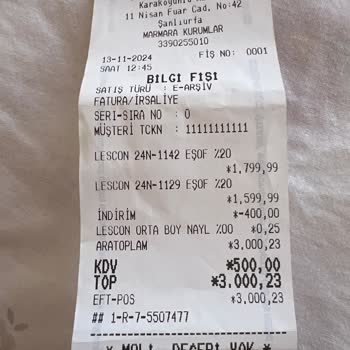 Karaköyünlü
11 Nisan Fuar Cad. No:42
Şanlıurfa
MARMARA KURUMLAR
3390255010
13-11-2024 FİŞ NO: 0001
SAAT 12:45
BİLGİ FİŞİ
SATIŞ TÜRÜ : E-ARŞİV
FATURA/İRSALİYE
SERI-SIRA NO : 0
MÜŞTERİ TCKN : 11111111111
LESCON 24N-1142 EŞOF %20
*1.799,99
LESCON 24N-1129 EŞOF %20
*1.599,99
İNDİRİM *-400,00
LESCON ORTA BOY NAYL %00 *0,25
ARATOPLAM *3.000,23
KDV *500,00
TOP *3.000,23
EFT-POS *3.000,23
## 1-R-7-5507477
* MALİ DEĞERİ YOK *